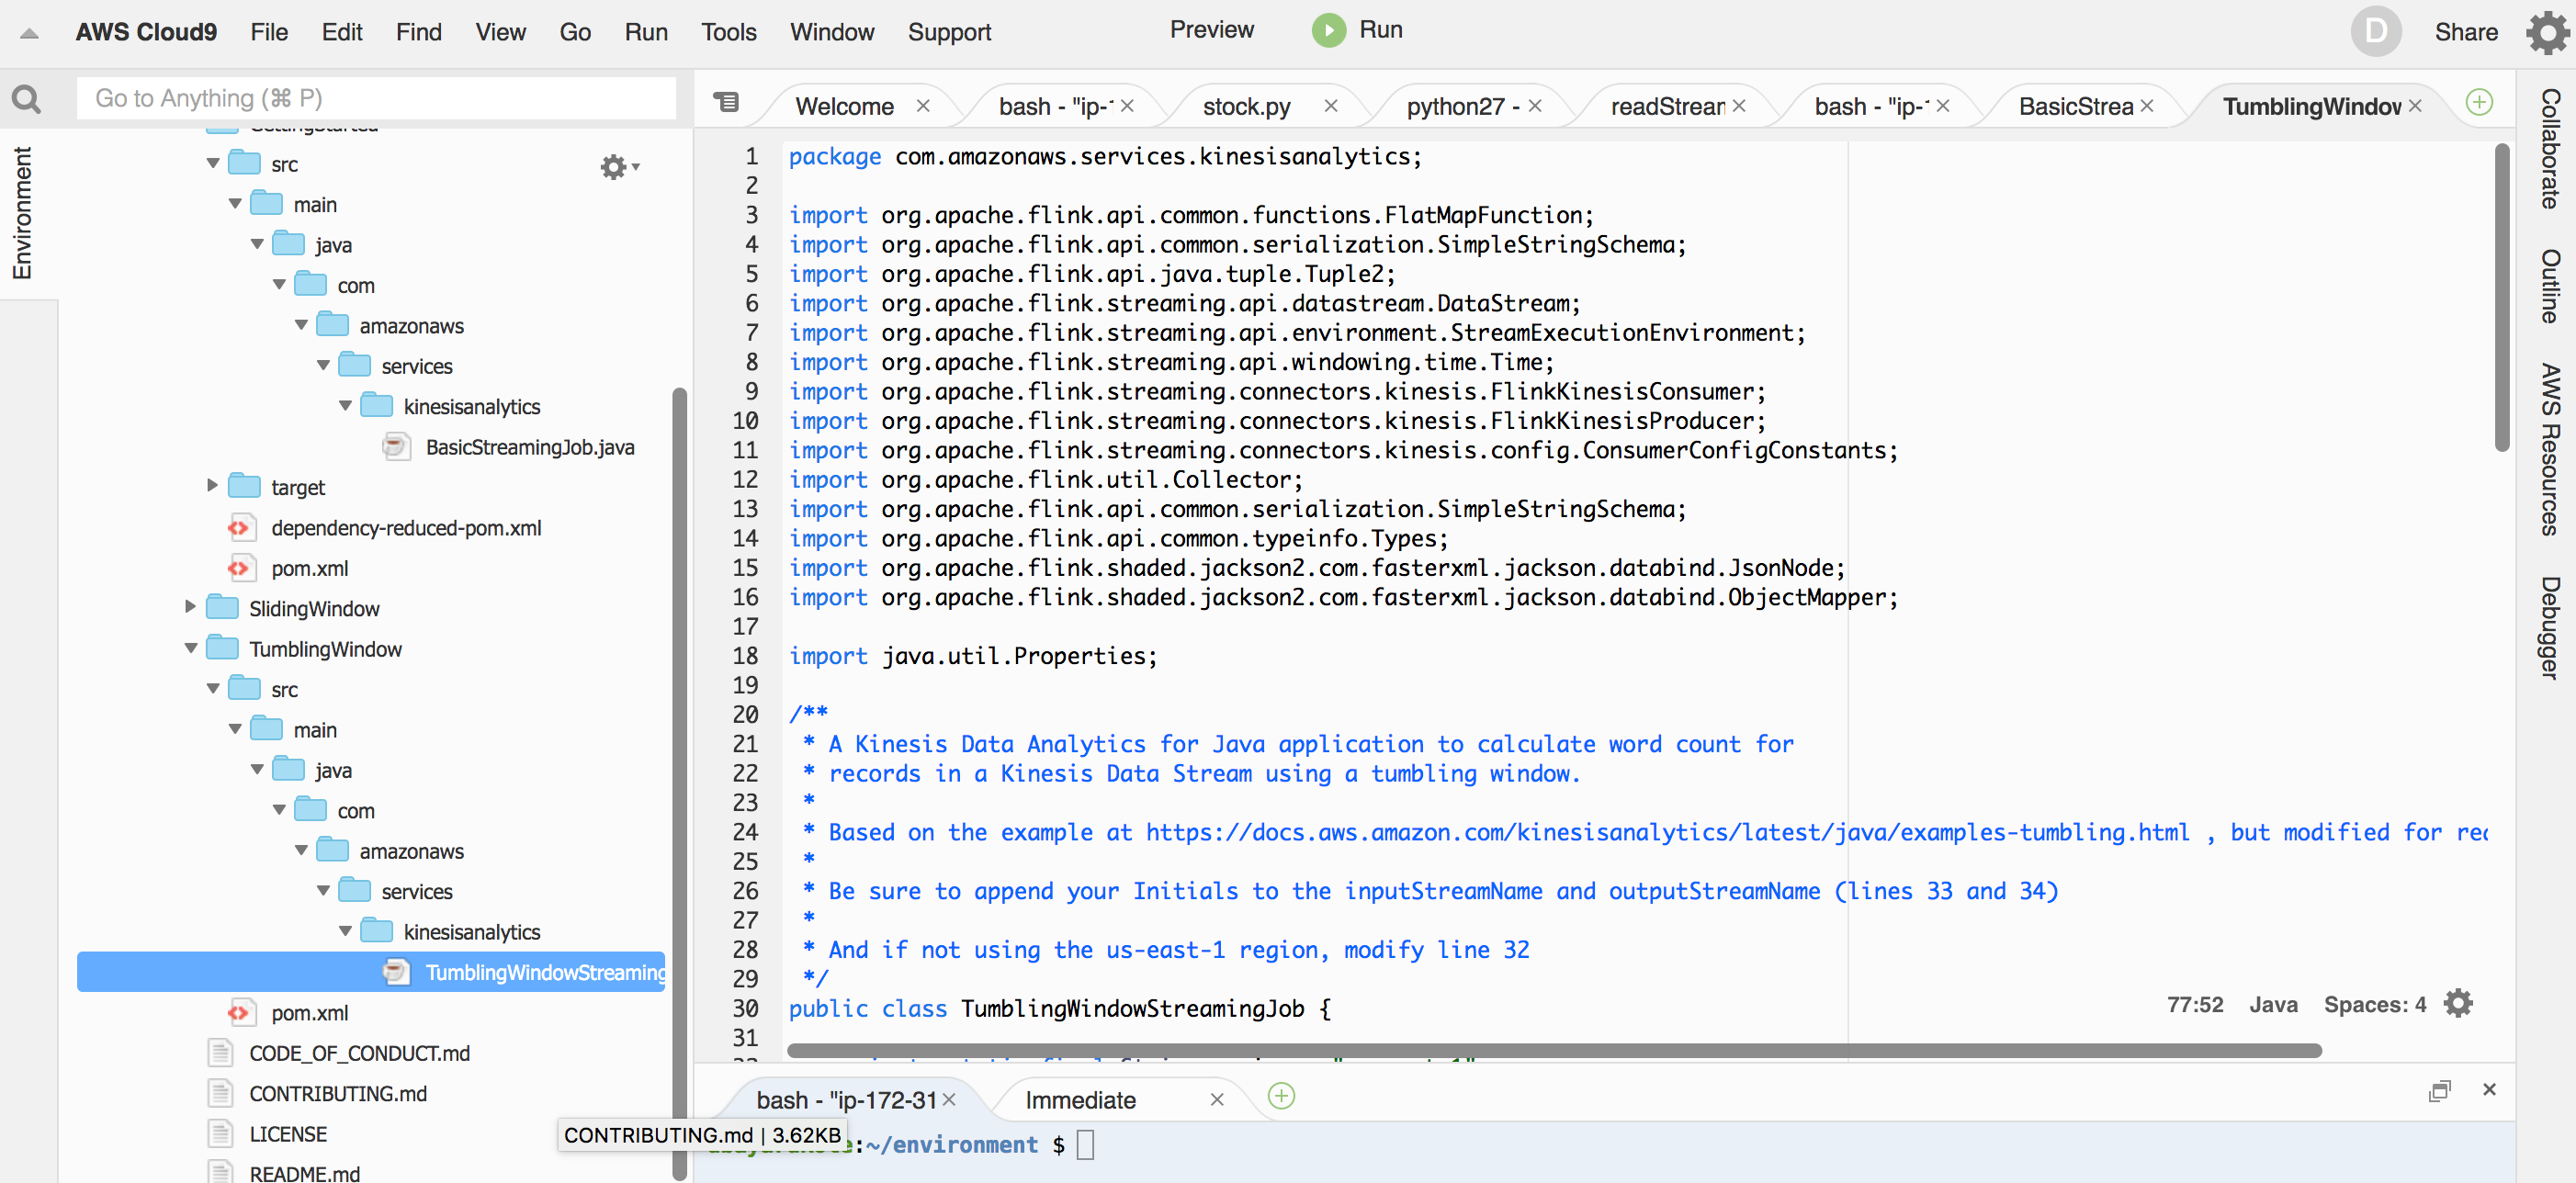 AWS Cloud9 File Edit Find View Go Run Tools Window Support Preview Run D Share
Go to Anything (⌘ P)
Welcome
bash - "ip-
stock.py
python27 -
readStrean
bash - "ip-
BasicStrea
TumblingWindov
Environment
GettingStarted
src
main
java
com
amazonaws
services
kinesisanalytics
BasicStreamingJob.java
target
dependency-reduced-pom.xml
pom.xml
SlidingWindow
TumblingWindow
src
main
java
com
amazonaws
services
kinesisanalytics
TumblingWindowStreaming
pom.xml
CODE_OF_CONDUCT.md
CONTRIBUTING.md
LICENSE
README.md
CONTRIBUTING.md | 3.62KB
1 package com.amazonaws.services.kinesisanalytics;
2
3 import org.apache.flink.api.common.functions.FlatMapFunction;
4 import org.apache.flink.api.common.serialization.SimpleStringSchema;
5 import org.apache.flink.api.java.tuple.Tuple2;
6 import org.apache.flink.streaming.api.datastream.DataStream;
7 import org.apache.flink.streaming.api.environment.StreamExecutionEnvironment;
8 import org.apache.flink.streaming.api.windowing.time.Time;
9 import org.apache.flink.streaming.connectors.kinesis.FlinkKinesisConsumer;
10 import org.apache.flink.streaming.connectors.kinesis.FlinkKinesisProducer;
11 import org.apache.flink.streaming.connectors.kinesis.config.ConsumerConfigConstants;
12 import org.apache.flink.util.Collector;
13 import org.apache.flink.api.common.serialization.SimpleStringSchema;
14 import org.apache.flink.api.common.typeinfo.Types;
15 import org.apache.flink.shaded.jackson2.com.fasterxml.jackson.databind.JsonNode;
16 import org.apache.flink.shaded.jackson2.com.fasterxml.jackson.databind.ObjectMapper;
17
18 import java.util.Properties;
19
20 /**
21 * A Kinesis Data Analytics for Java application to calculate word count for
22 * records in a Kinesis Data Stream using a tumbling window.
23 *
24 * Based on the example at https://docs.aws.amazon.com/kinesisanalytics/latest/java/examples-tumbling.html , but modified for
25 *
26 * Be sure to append your Initials to the inputStreamName and outputStreamName (lines 33 and 34)
27 *
28 * And if not using the us-east-1 region, modify line 32
29 */
30 public class TumblingWindowStreamingJob {
31
77:52 Java Spaces: 4
bash - "ip-172-31
Immediate
:~/environment $
Collaborate
Outline
AWS Resources
Debugger